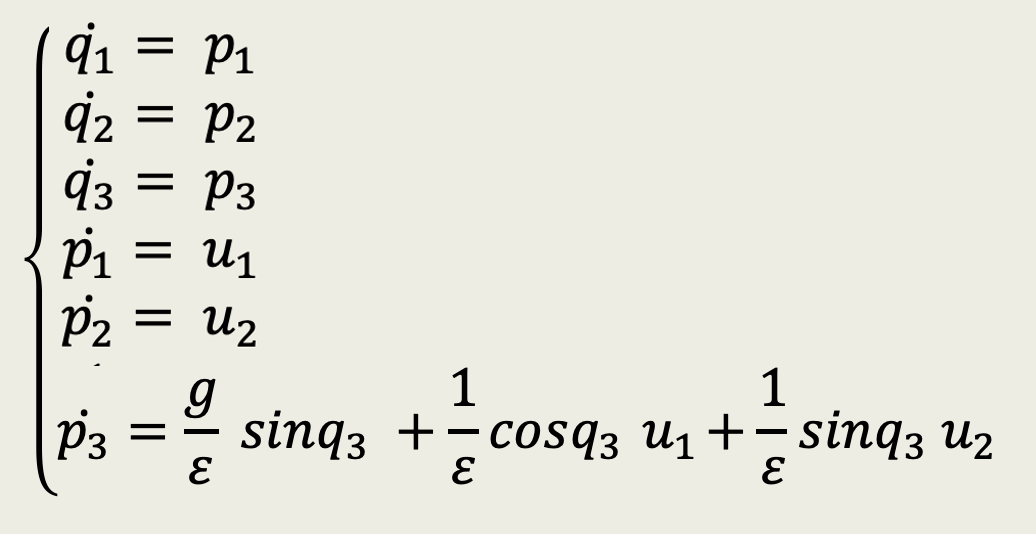 q̇₁ = p₁
q̇₂ = p₂
q̇₃ = p₃
ṗ₁ = u₁
ṗ₂ = u₂
ṗ₃ = g/ε sinq₃ + 1/ε cosq₃ u₁ + 1/ε sinq₃ u₂